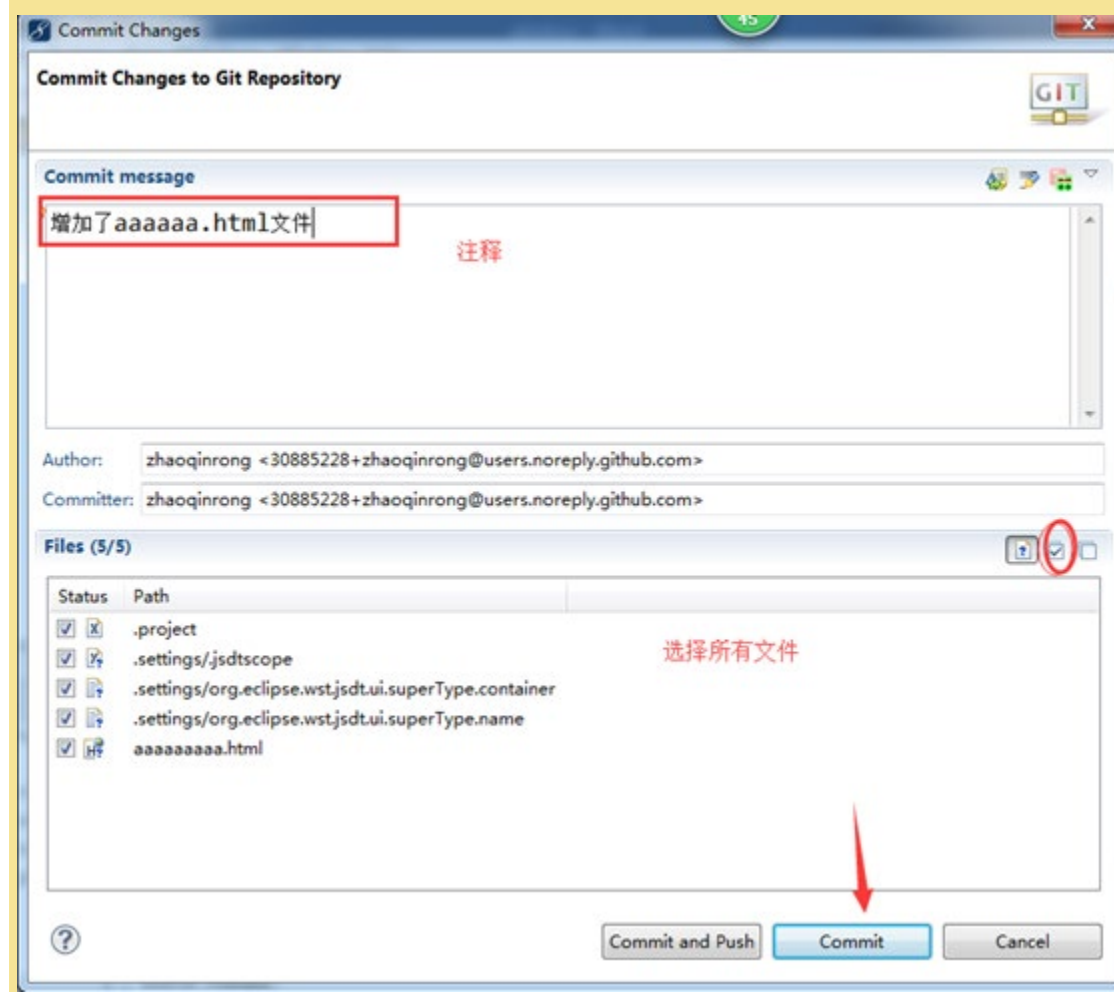 45
Commit Changes
Commit Changes to Git Repository
GIT
Commit message
增加了aaaaaa.html文件
注释
Author: zhaoqinrong <30885228+zhaoqinrong@users.noreply.github.com>
Committer: zhaoqinrong <30885228+zhaoqinrong@users.noreply.github.com>
Files (5/5)
Status Path
.project
.settings/.jsdtscope
选择所有文件
.settings/org.eclipse.wst.jsdt.ui.superType.container
.settings/org.eclipse.wst.jsdt.ui.superType.name
aaaaaaaaa.html
Commit and Push Commit Cancel